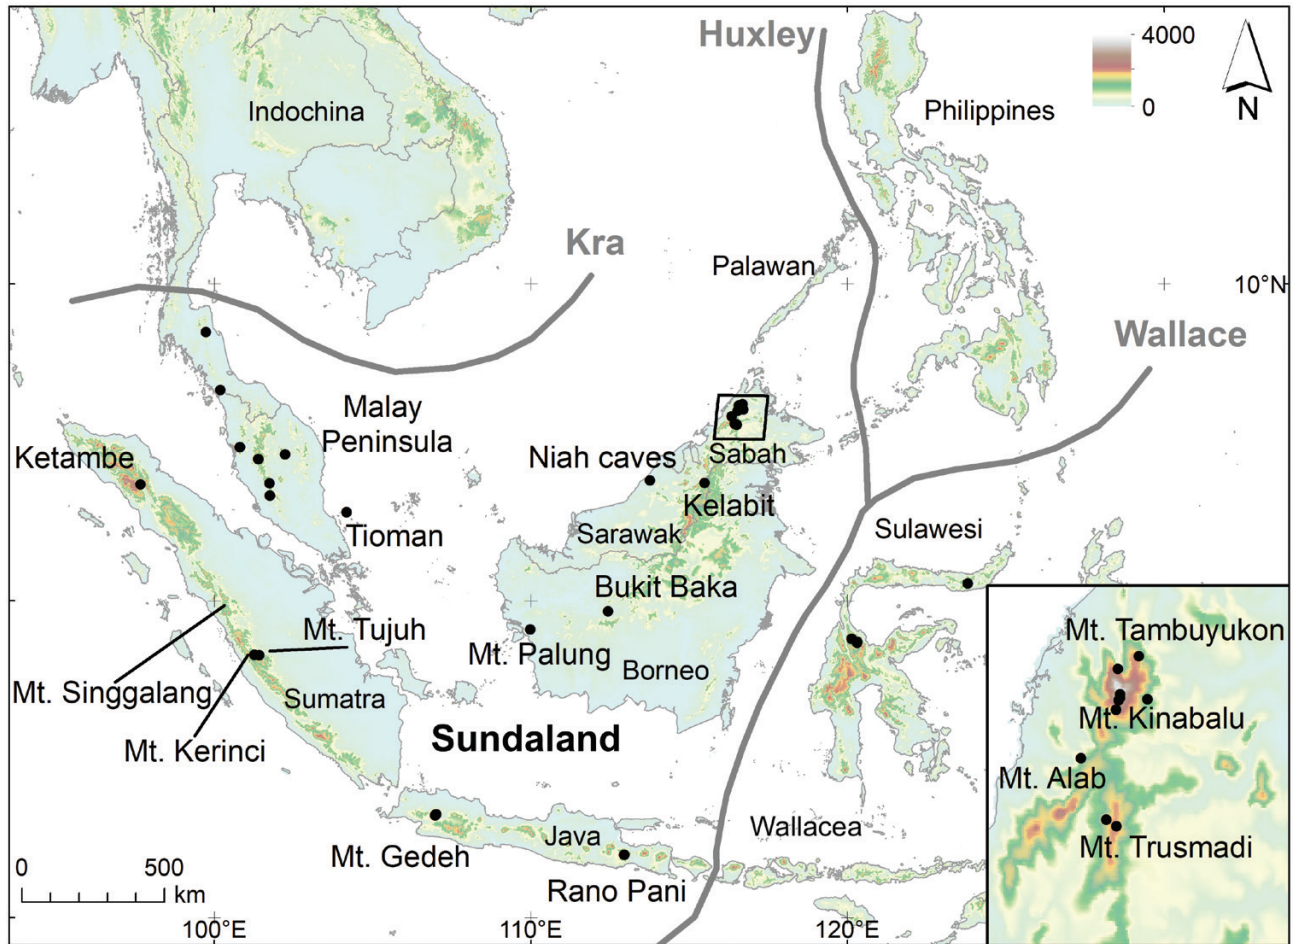 Huxley
4000
0
N
Indochina
Philippines
Kra
Palawan
10°N
Wallace
Malay
Peninsula
Ketambe
Niah caves
Sabah
Kelabit
Tioman
Sarawak
Sulawesi
Bukit Baka
Mt. Tujuh
Mt. Palung
Borneo
Mt. Singgalang
Sumatra
Mt. Kerinci
Sundaland
Mt. Tambuyukon
Mt. Kinabalu
Mt. Alab
Mt. Trusmadi
Java
Wallacea
Mt. Gedeh
Rano Pani
0 500
km
100°E
110°E
120°E